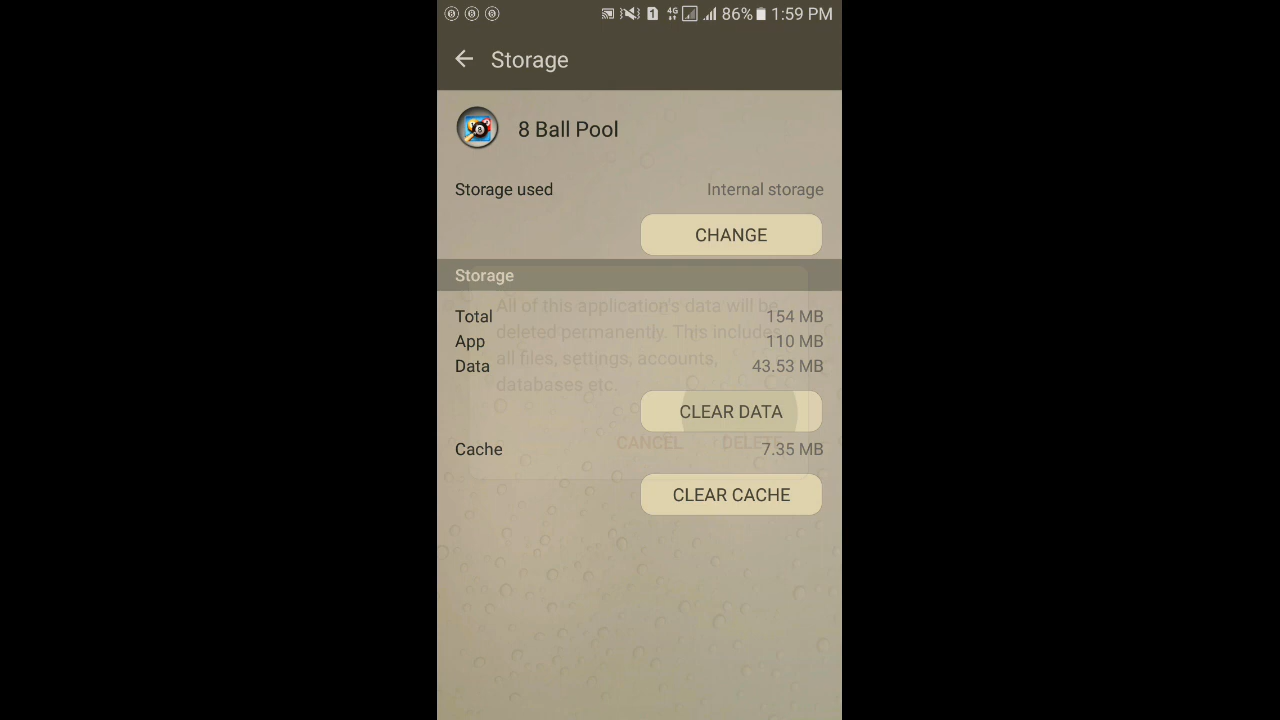 86% 1:59 PM
Storage
8 Ball Pool
Storage used Internal storage
CHANGE
Storage
All of this application's data will be
Total 154 MB
deleted permanently. This includes
App 110 MB
all files, settings, accounts,
Data 43.53 MB
databases etc.
CLEAR DATA
CANCEL DELETE
Cache 7.35 MB
CLEAR CACHE